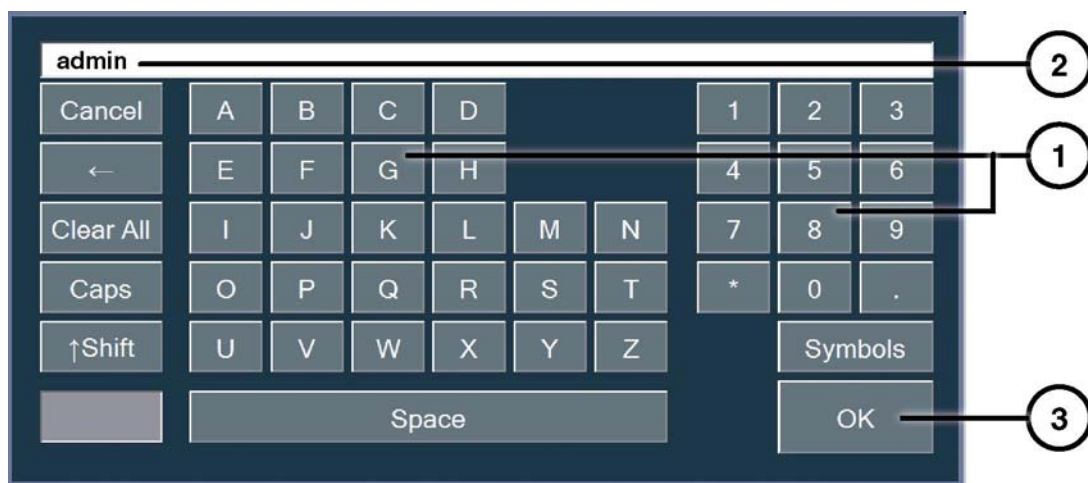 admin
2
Cancel A B C D 1 2 3
← E F G H 4 5 6
1
Clear All I J K L M N 7 8 9
Caps O P Q R S T * 0 .
↑Shift U V W X Y Z Symbols
Space OK
3